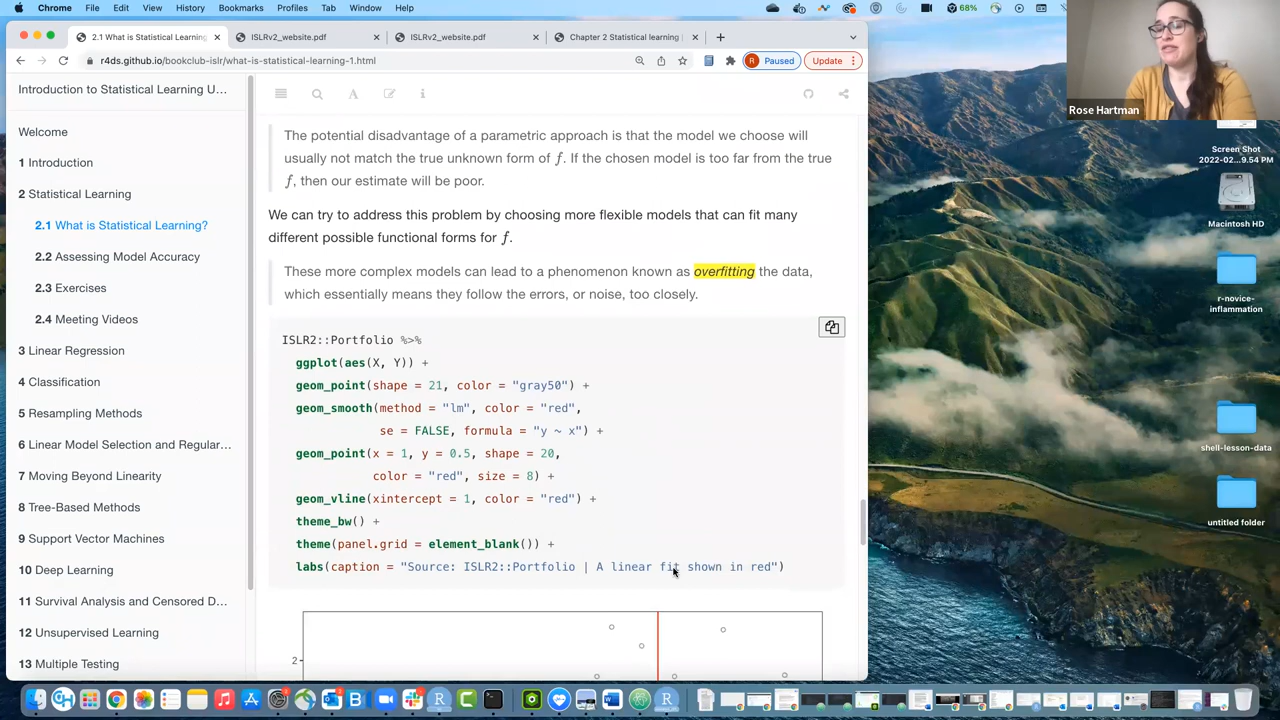 Chrome File Edit View History Bookmarks Profiles Tab Window Help
68%
2.1 What is Statistical Learning
ISLRv2_website.pdf
ISLRv2_website.pdf
Chapter 2 Statistical learning
r4ds.github.io/bookclub-islr/what-is-statistical-learning-1.html
R Paused
Update
Introduction to Statistical Learning U...
Welcome
1 Introduction
2 Statistical Learning
2.1 What is Statistical Learning?
2.2 Assessing Model Accuracy
2.3 Exercises
2.4 Meeting Videos
3 Linear Regression
4 Classification
5 Resampling Methods
6 Linear Model Selection and Regular...
7 Moving Beyond Linearity
8 Tree-Based Methods
9 Support Vector Machines
10 Deep Learning
11 Survival Analysis and Censored D...
12 Unsupervised Learning
13 Multiple Testing
The potential disadvantage of a parametric approach is that the model we choose will
usually not match the true unknown form of f. If the chosen model is too far from the true
f, then our estimate will be poor.
We can try to address this problem by choosing more flexible models that can fit many
different possible functional forms for f.
These more complex models can lead to a phenomenon known as overfitting the data,
which essentially means they follow the errors, or noise, too closely.
ISLR2::Portfolio %>%
ggplot(aes(X, Y)) +
geom_point(shape = 21, color = "gray50") +
geom_smooth(method = "lm", color = "red",
se = FALSE, formula = "y ~ x") +
geom_point(x = 1, y = 0.5, shape = 20,
color = "red", size = 8) +
geom_vline(xintercept = 1, color = "red") +
theme_bw() +
theme(panel.grid = element_blank()) +
labs(caption = "Source: ISLR2::Portfolio | A linear fit shown in red")
2
Rose Hartman
Screen Shot
2022-02...9.54 PM
Macintosh HD
r-novice-
inflammation
shell-lesson-data
untitled folder